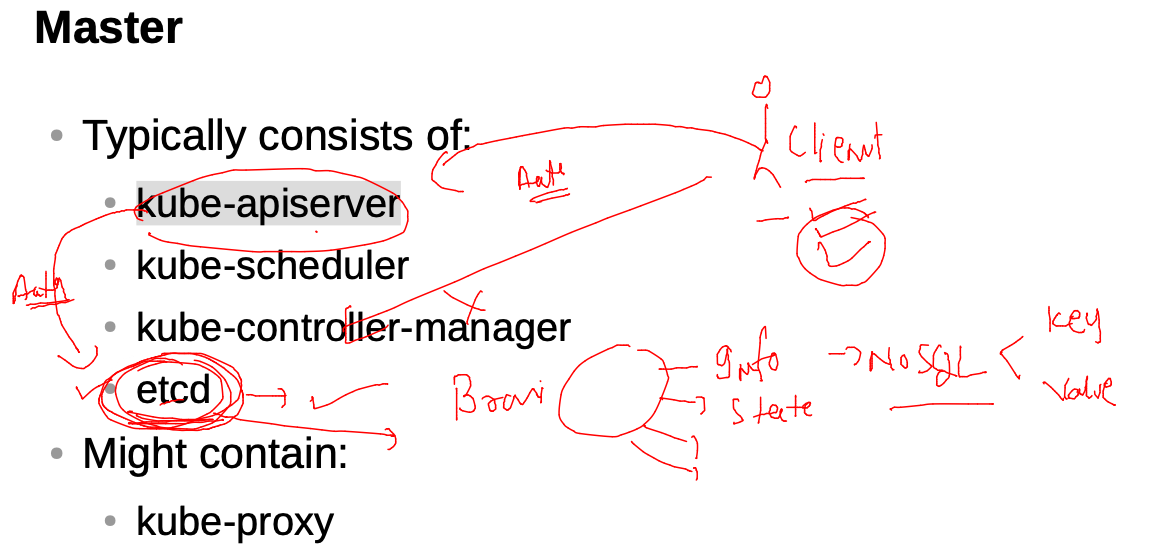 Master
• Typically consists of:
Client
Auth
• kube-apiserver
• kube-scheduler
Auth
• kube-controller-manager
Key
• etcd
Info
→ NoSQL <
Value
State
• Might contain:
• kube-proxy